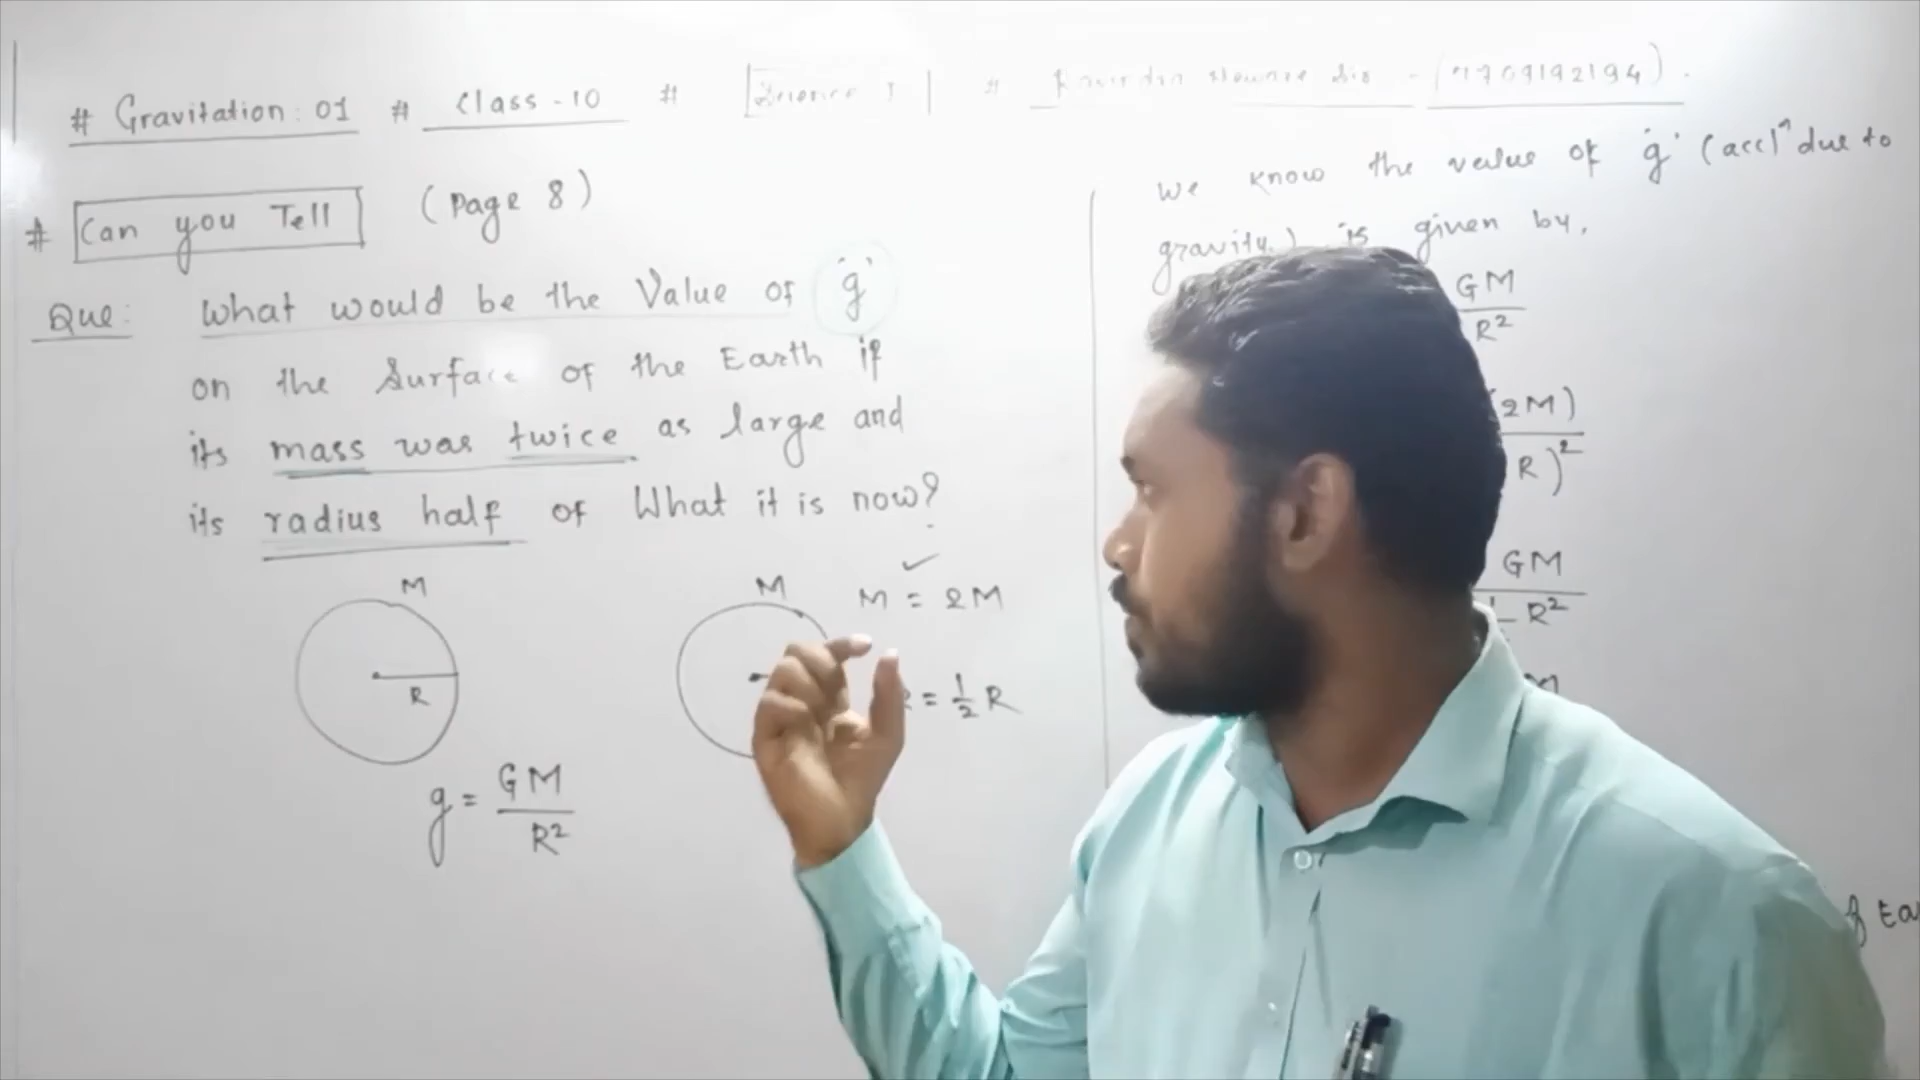 # Gravitation: 01 # Class-10 # Science 1 #
# Can you Tell (Page 8)
Que: What would be the Value of 'g'
on the Surface of the Earth if
its mass was twice as large and
its radius half of What it is now?
M
R
g = GM / R²
M
M = 2M
= 1/2 R
We know the value of 'g' (accⁿ due to
gravity) is given by,
GM
R²
(2M)
R)²
GM
R²